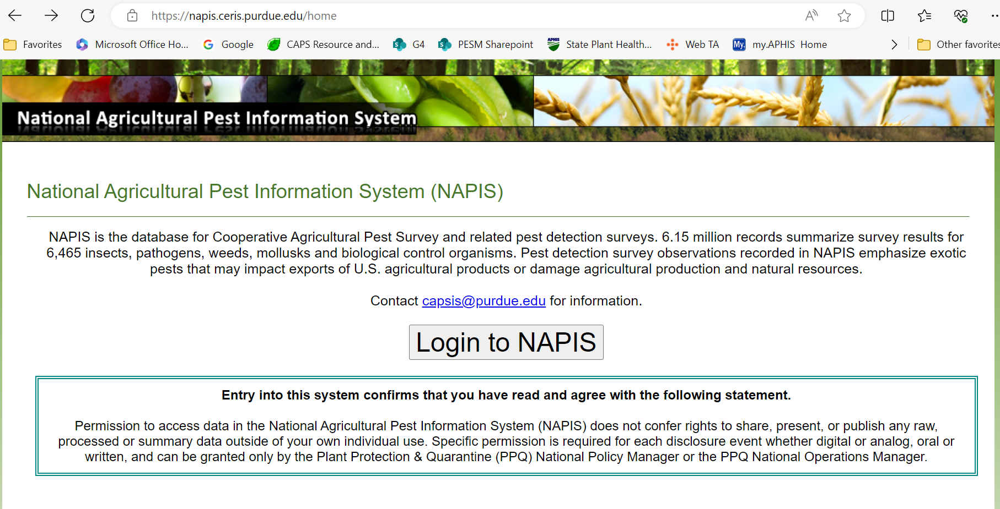 https://napis.ceris.purdue.edu/home
Favorites Microsoft Office Ho... Google CAPS Resource and... G4 PESM Sharepoint APHIS State Plant Health... Web TA My. my.APHIS Home Other favorites
National Agricultural Pest Information System
National Agricultural Pest Information System (NAPIS)
NAPIS is the database for Cooperative Agricultural Pest Survey and related pest detection surveys. 6.15 million records summarize survey results for
6,465 insects, pathogens, weeds, mollusks and biological control organisms. Pest detection survey observations recorded in NAPIS emphasize exotic
pests that may impact exports of U.S. agricultural products or damage agricultural production and natural resources.
Contact capsis@purdue.edu for information.
Login to NAPIS
Entry into this system confirms that you have read and agree with the following statement.
Permission to access data in the National Agricultural Pest Information System (NAPIS) does not confer rights to share, present, or publish any raw,
processed or summary data outside of your own individual use. Specific permission is required for each disclosure event whether digital or analog, oral or
written, and can be granted only by the Plant Protection & Quarantine (PPQ) National Policy Manager or the PPQ National Operations Manager.